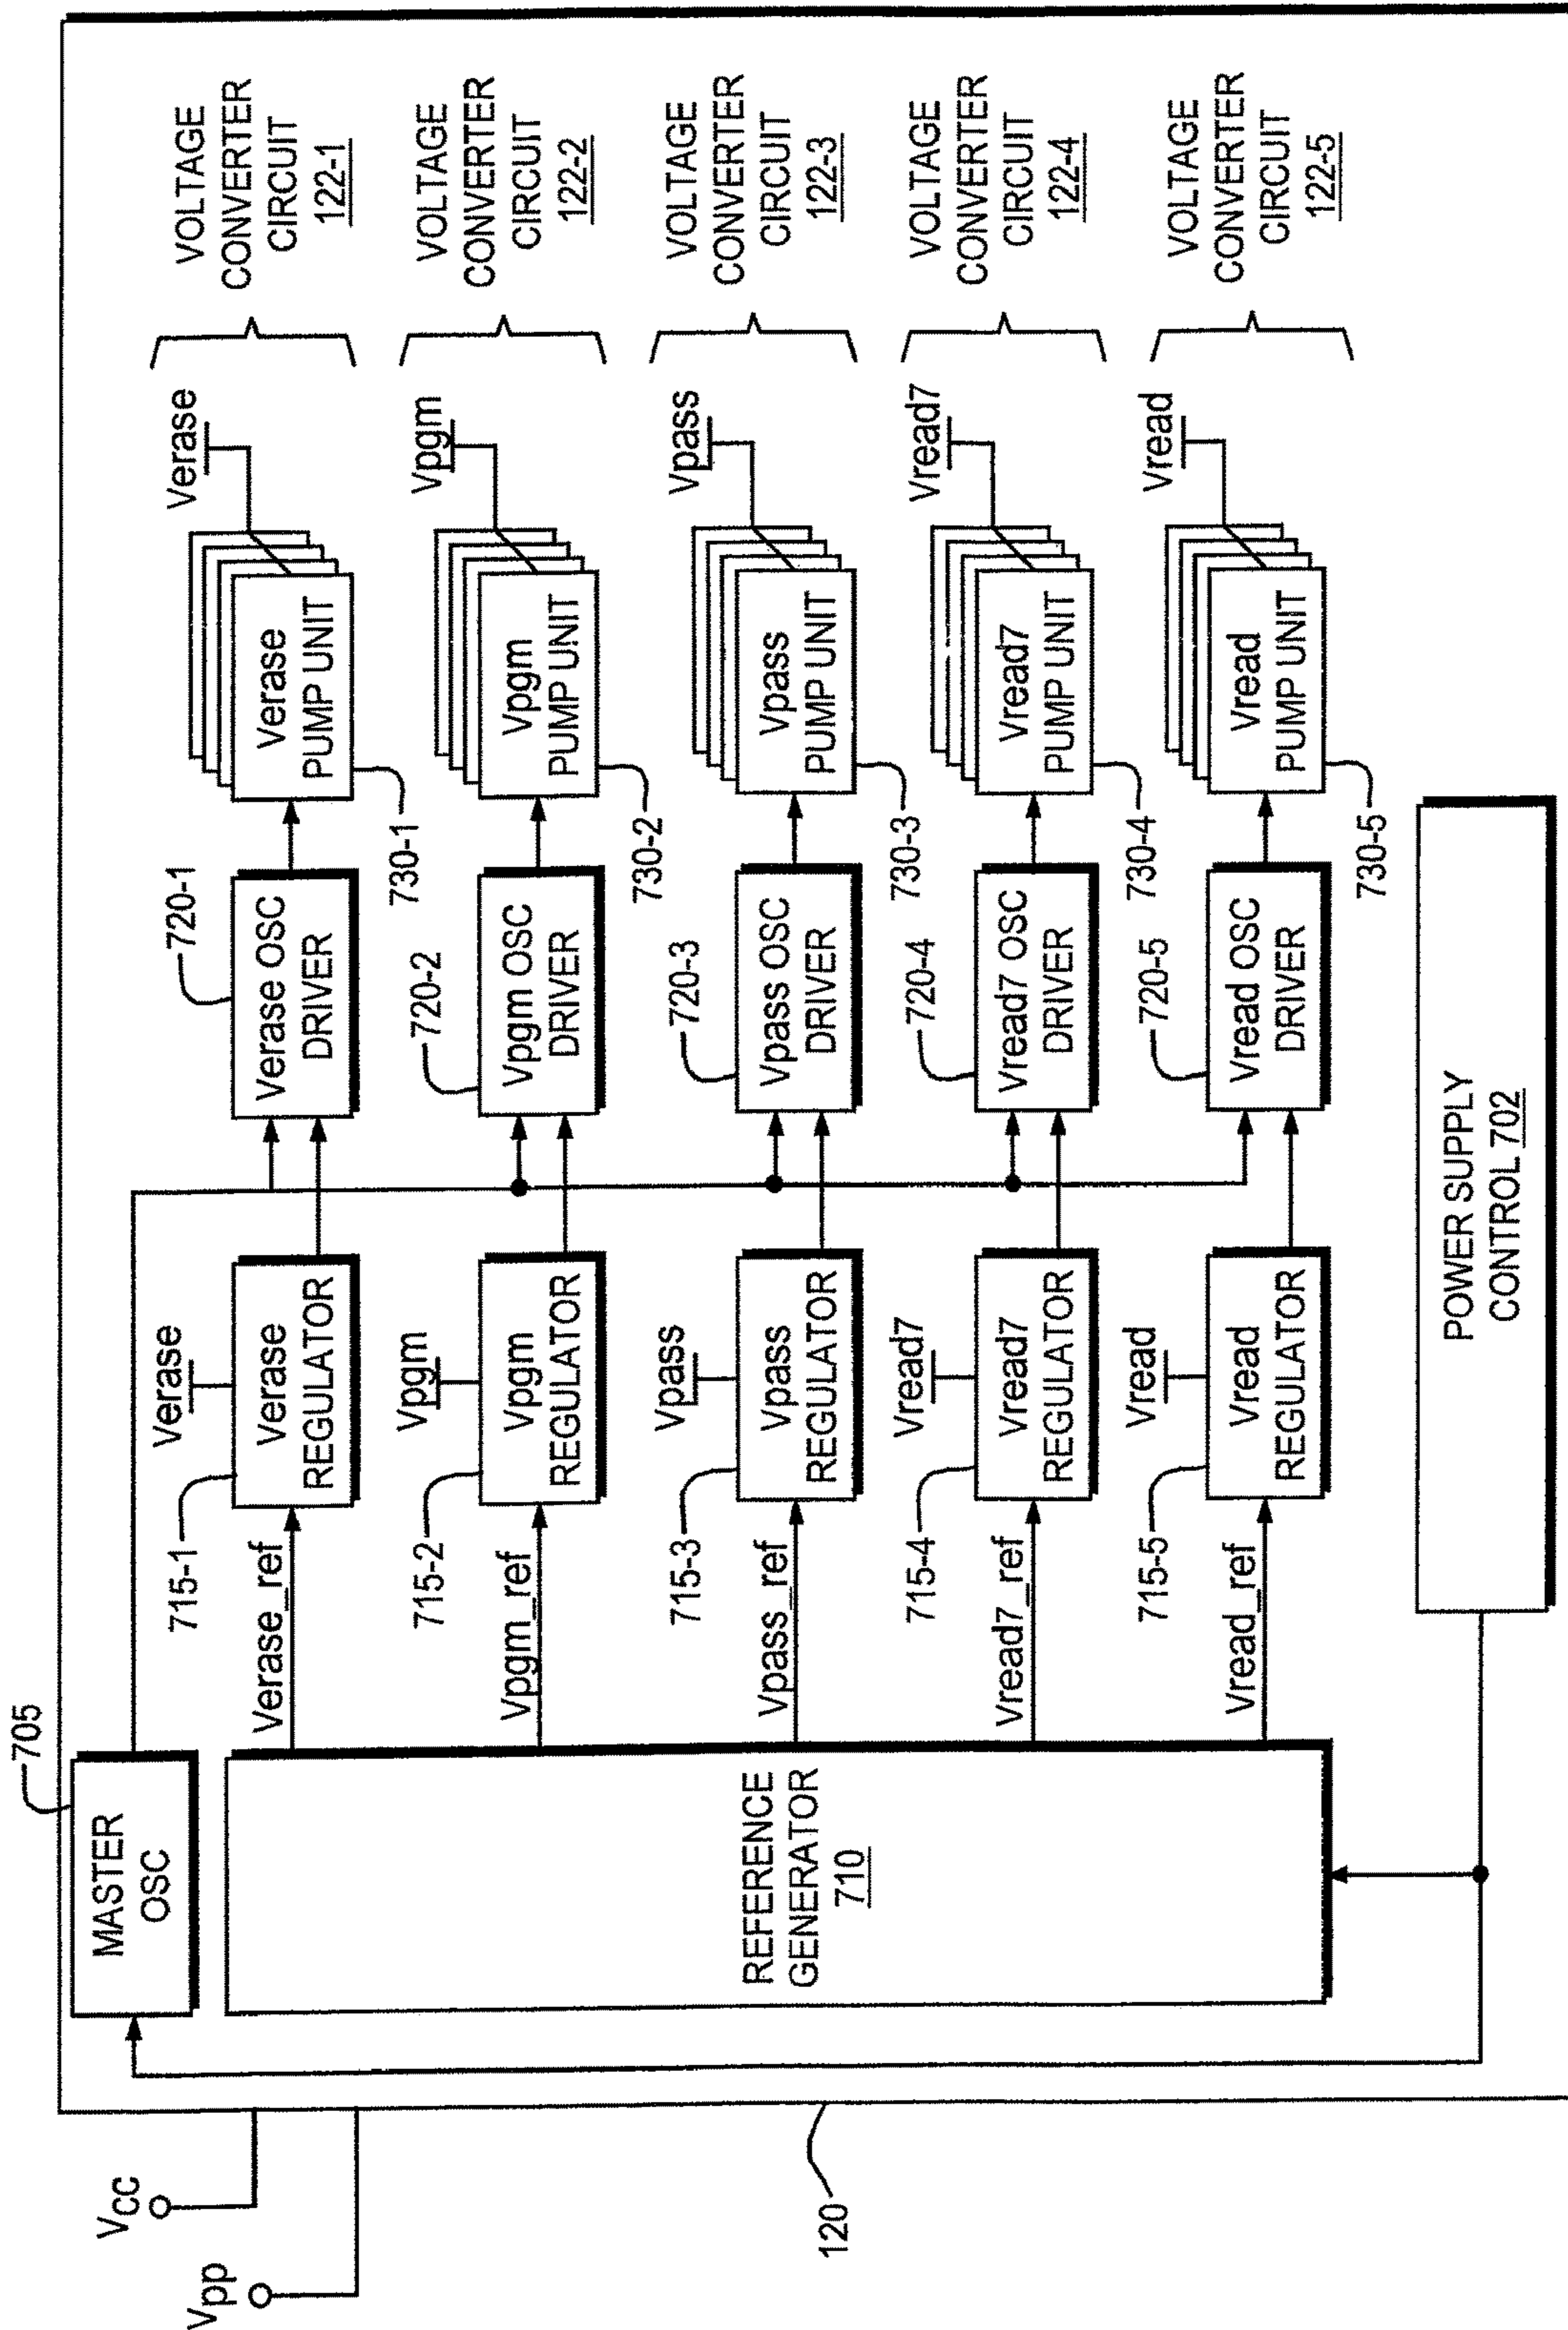 Vpp
Vcc
120
MASTER
OSC
705
REFERENCE
GENERATOR
710
POWER SUPPLY
CONTROL 702
Verase_ref
715-1
Verase
Verase
REGULATOR
720-1
Verase OSC
DRIVER
730-1
Verase
PUMP UNIT
Verase
VOLTAGE
CONVERTER
CIRCUIT
122-1
Vpgm_ref
715-2
Vpgm
Vpgm
REGULATOR
720-2
Vpgm OSC
DRIVER
730-2
Vpgm
PUMP UNIT
Vpgm
VOLTAGE
CONVERTER
CIRCUIT
122-2
Vpass_ref
715-3
Vpass
Vpass
REGULATOR
720-3
Vpass OSC
DRIVER
730-3
Vpass
PUMP UNIT
Vpass
VOLTAGE
CONVERTER
CIRCUIT
122-3
Vread7_ref
715-4
Vread7
Vread7
REGULATOR
720-4
Vread7 OSC
DRIVER
730-4
Vread7
PUMP UNIT
Vread7
VOLTAGE
CONVERTER
CIRCUIT
122-4
Vread_ref
715-5
Vread
Vread
REGULATOR
720-5
Vread OSC
DRIVER
730-5
Vread
PUMP UNIT
Vread
VOLTAGE
CONVERTER
CIRCUIT
122-5